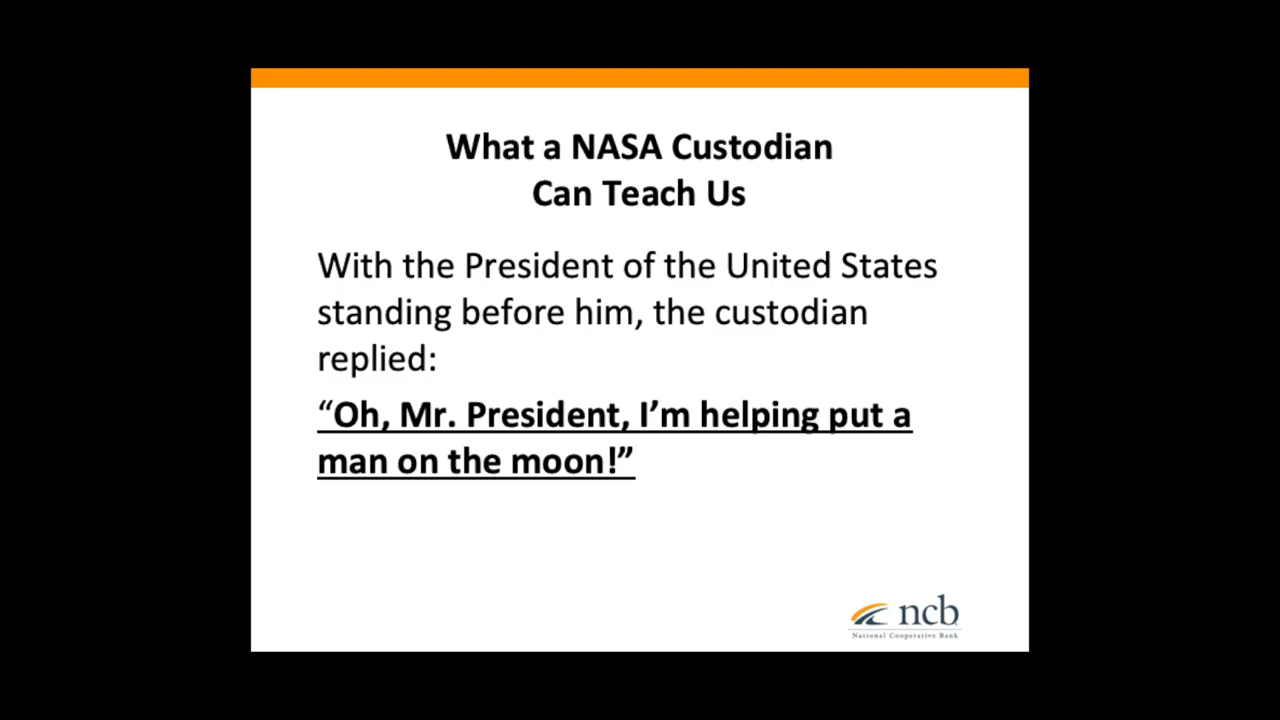 What a NASA Custodian
Can Teach Us
With the President of the United States
standing before him, the custodian
replied:
“Oh, Mr. President, I’m helping put a
man on the moon!”
ncb
National Cooperative Bank